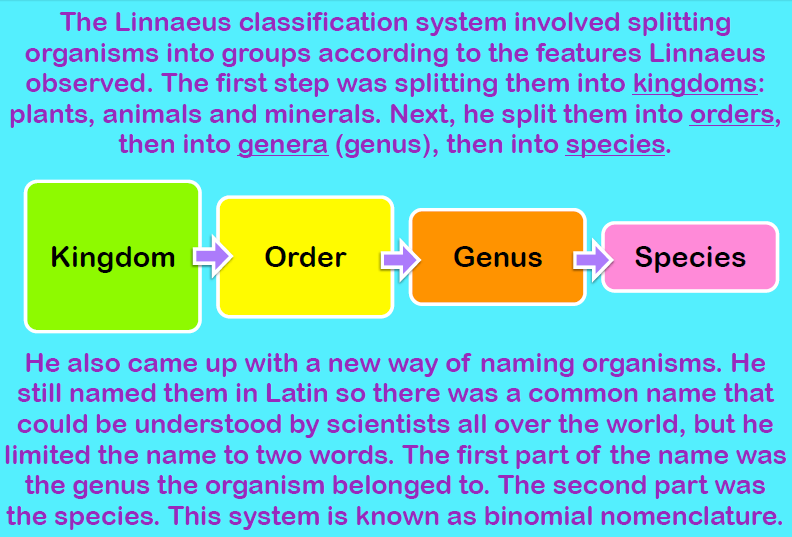 The Linnaeus classification system involved splitting
organisms into groups according to the features Linnaeus
observed. The first step was splitting them into kingdoms:
plants, animals and minerals. Next, he split them into orders,
then into genera (genus), then into species.
Kingdom
Order
Genus
Species
He also came up with a new way of naming organisms. He
still named them in Latin so there was a common name that
could be understood by scientists all over the world, but he
limited the name to two words. The first part of the name was
the genus the organism belonged to. The second part was
the species. This system is known as binomial nomenclature.